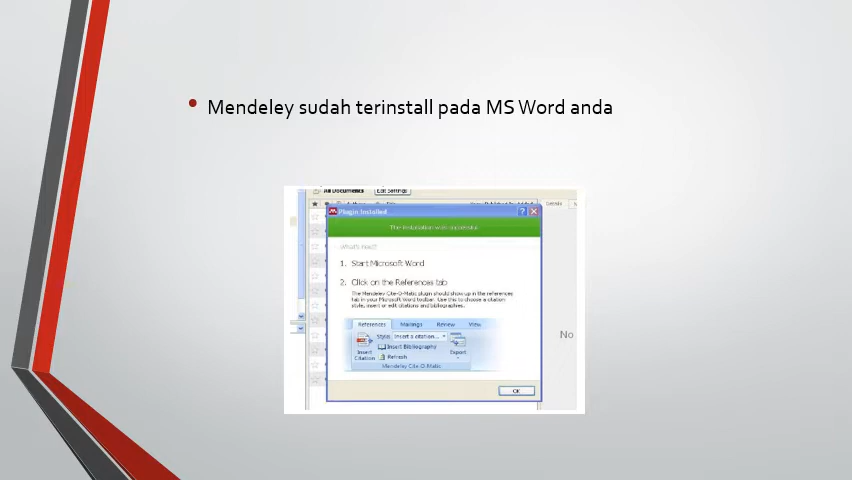 Mendeley sudah terinstall pada MS Word anda
All Documents Edit Settings
Details
Plugin Installed
The installation was successful
What's Next?
1. Start Microsoft Word
2. Click on the References tab
The Mendeley Cite-O-Matic plugin should show up in the references
tab in your Microsoft Word toolbar. Use this to choose a citation
style, insert or edit citations and bibliographies.
No
References Mailings Review View
Style Insert a citation...
Insert Bibliography
Insert Citation
Refresh
Export
Mendeley Cite-O-Matic
OK